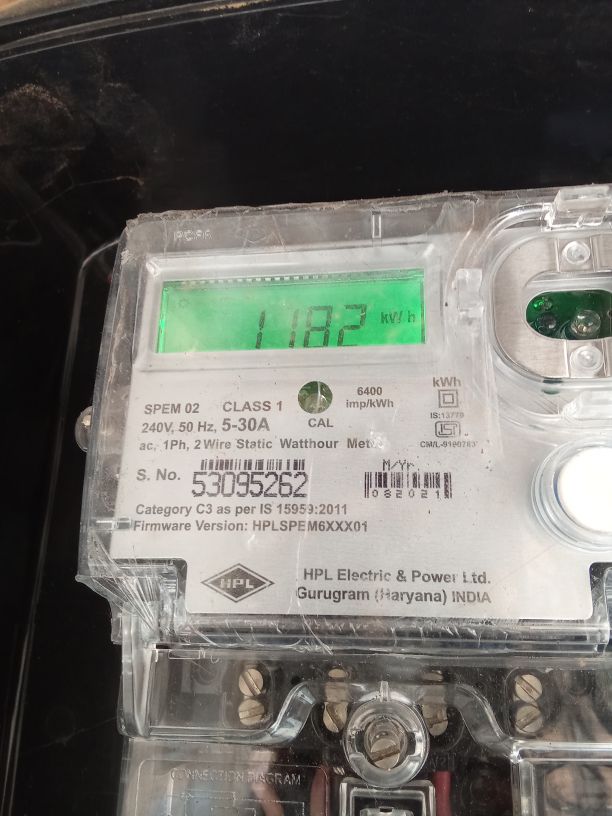 1182 kWh
6400
imp/kWh
kWh
SPEM 02 CLASS 1
CAL
240V, 50 Hz, 5-30A
IS:13779
ac, 1Ph, 2 Wire Static Watthour Meter
S. No. 53095262
M/Yr
082021
Category C3 as per IS 15959:2011
Firmware Version: HPLSPEM6XXX01
HPL
HPL Electric & Power Ltd.
Gurugram (Haryana) INDIA
CONNECTION DIAGRAM